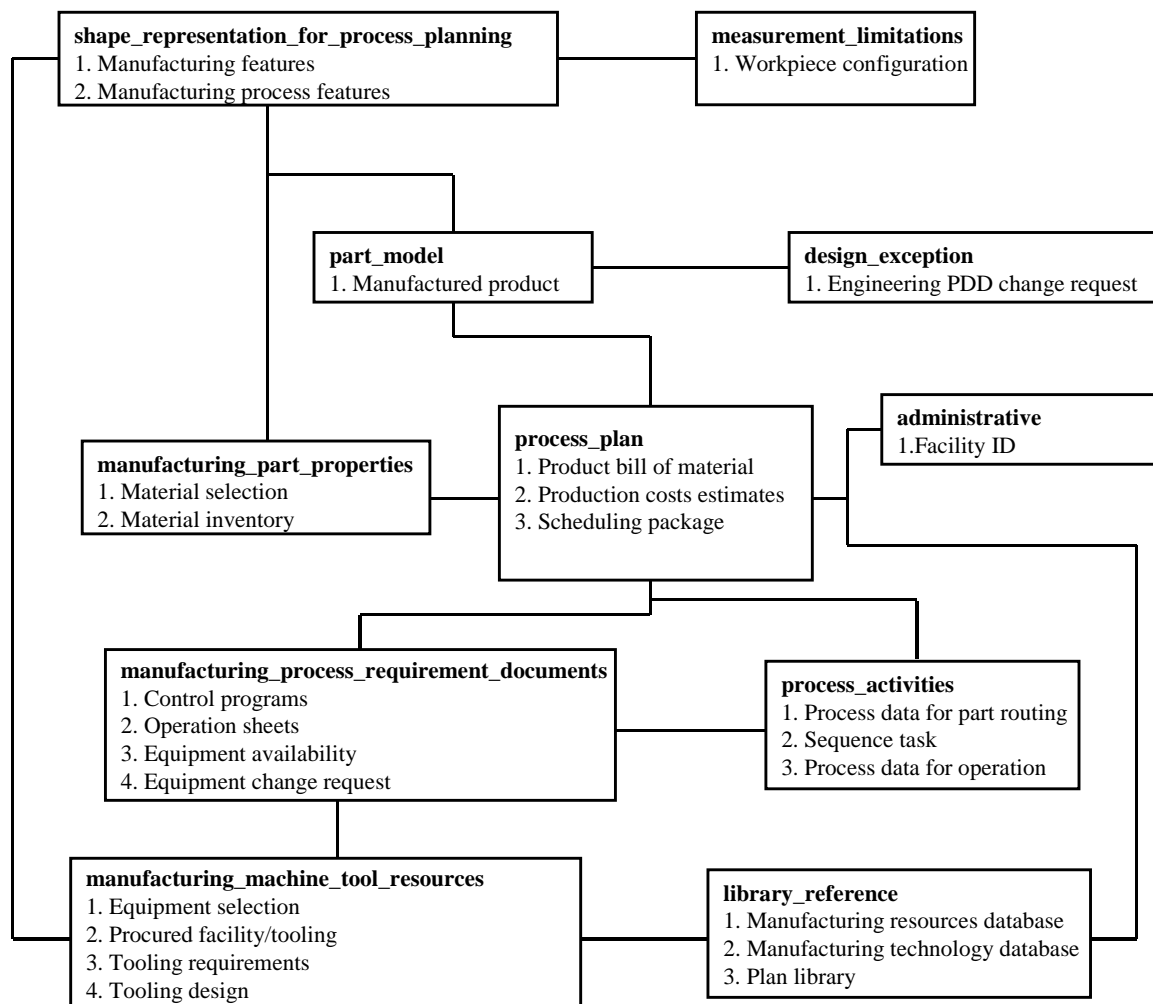 shape_representation_for_process_planning
1. Manufacturing features
2. Manufacturing process features
measurement_limitations
1. Workpiece configuration
part_model
1. Manufactured product
design_exception
1. Engineering PDD change request
administrative
1.Facility ID
process_plan
1. Product bill of material
2. Production costs estimates
3. Scheduling package
manufacturing_part_properties
1. Material selection
2. Material inventory
manufacturing_process_requirement_documents
1. Control programs
2. Operation sheets
3. Equipment availability
4. Equipment change request
process_activities
1. Process data for part routing
2. Sequence task
3. Process data for operation
manufacturing_machine_tool_resources
1. Equipment selection
2. Procured facility/tooling
3. Tooling requirements
4. Tooling design
library_reference
1. Manufacturing resources database
2. Manufacturing technology database
3. Plan library